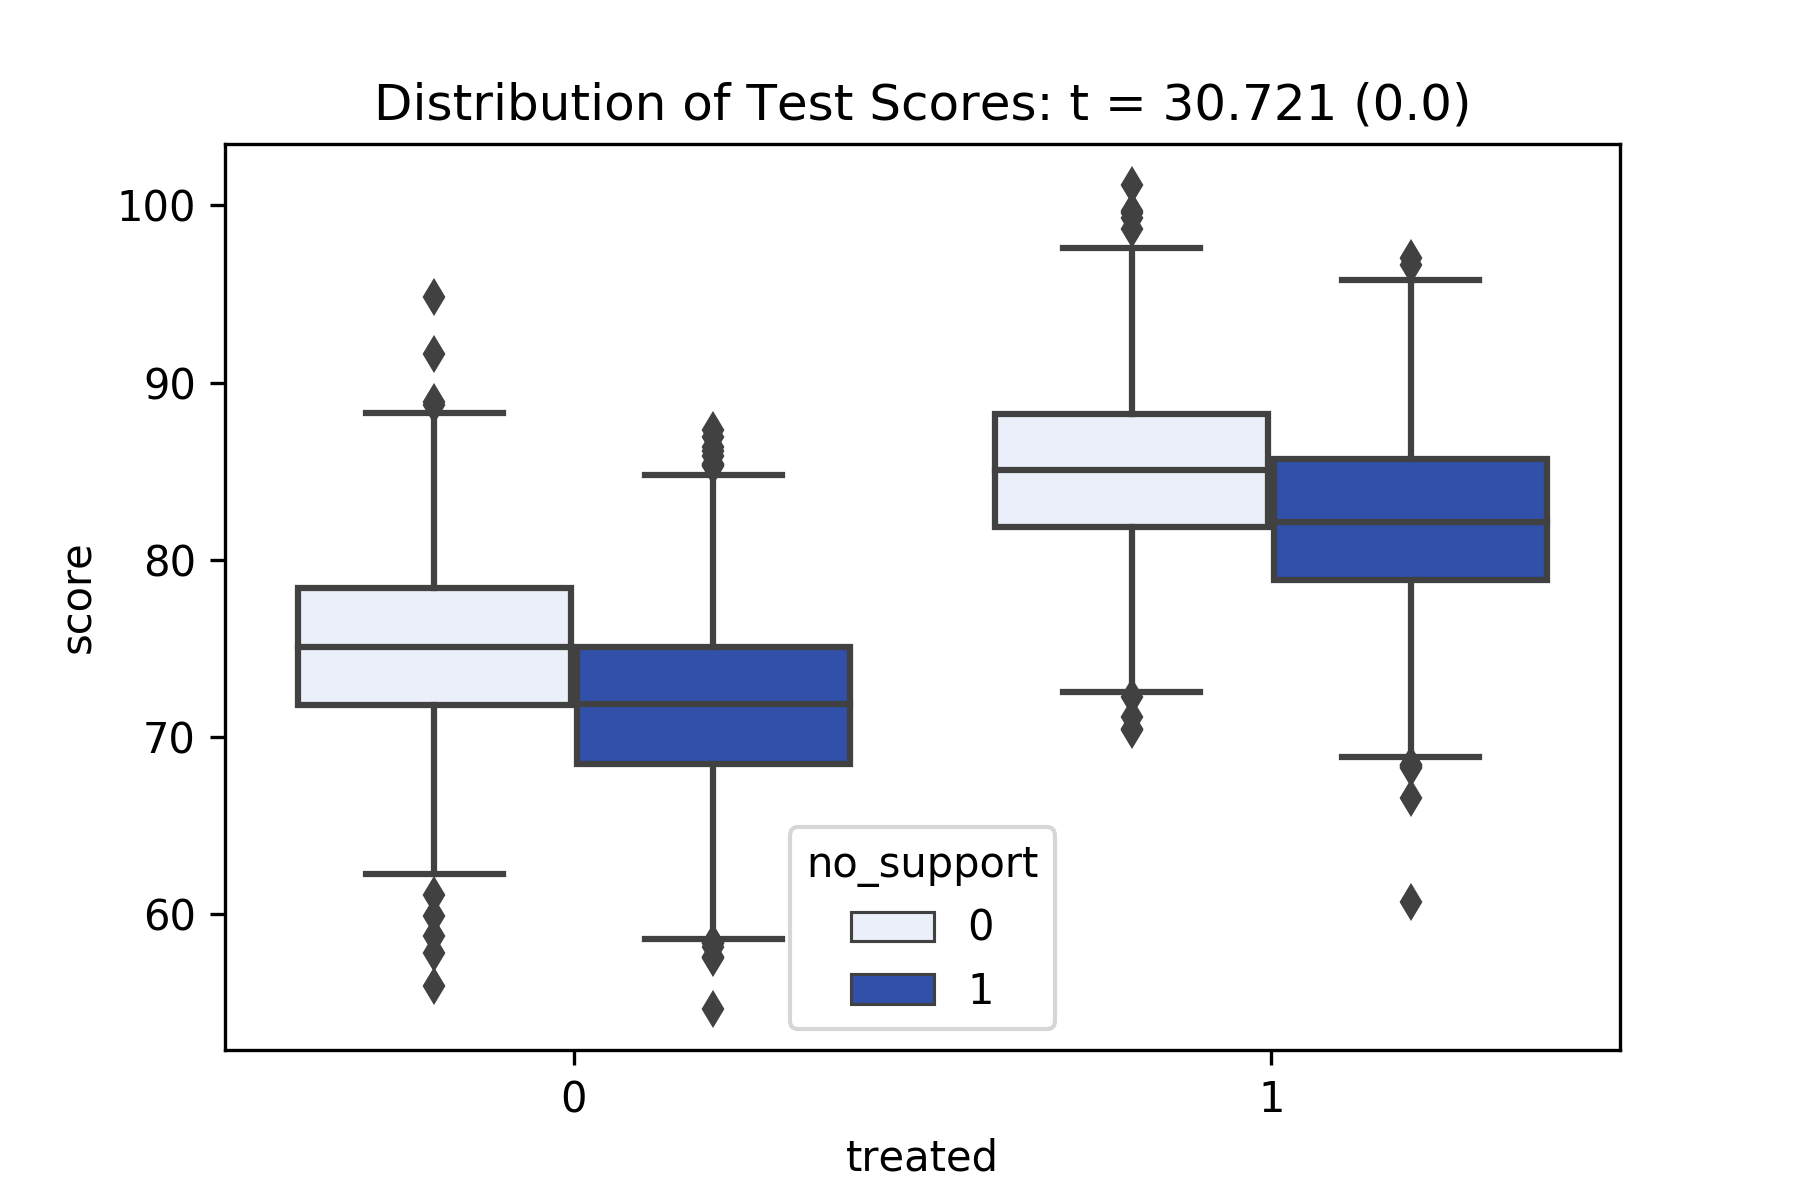 Distribution of Test Scores: t = 30.721 (0.0)
100
90
80
70
60
score
no_support
0
1
0
1
treated